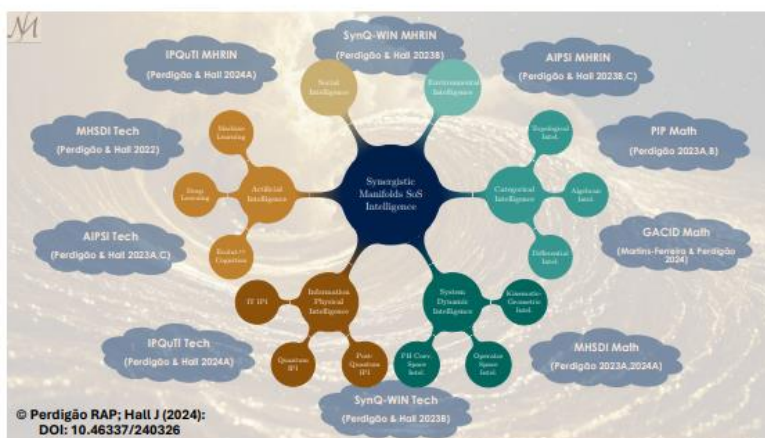 SynQ-WIN MHRIN
(Perdigão & Hall 2023B)
IPQuTI MHRIN
(Perdigão & Hall 2024A)
AIPSI MHRIN
(Perdigão & Hall 2023B,C)
Social
Intelligence
Environmental
Intelligence
MHSDI Tech
(Perdigão & Hall 2022)
Machine
Learning
Topological
Intel.
PIP Math
(Perdigão 2023A,B)
Deep
Learning
Artificial
Intelligence
Synergistic
Manifolds SoS
Intelligence
Categorical
Intelligence
Algebraic
Intel.
AIPSI Tech
(Perdigão & Hall 2023A,C)
Cognition
Differential
Intel.
GACID Math
(Martins-Ferreira & Perdigão
2024)
IT IPI
Information
Physical
Intelligence
System
Dynamic
Intelligence
Kinematic-
Geometric
Intel.
IPQuTI Tech
(Perdigão & Hall 2024A)
Quantum
IPI
Post-
Quantum
IPI
Space
Intel.
Operator
Space
Intel.
MHSDI Math
(Perdigão 2023A,2024A)
SynQ-WIN Tech
(Perdigão & Hall 2023B)
© Perdigão RAP; Hall J (2024):
DOI: 10.46337/240326